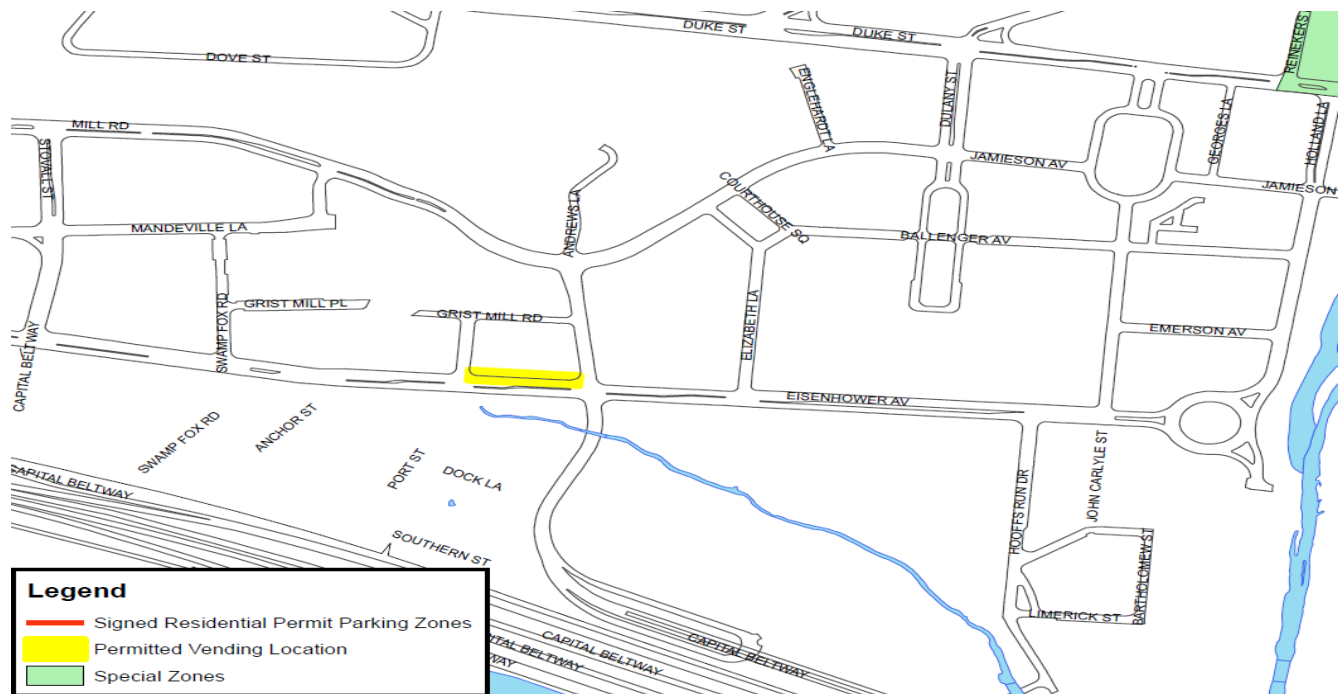 DUKE ST
DUKE ST
REINEKERS
DOVE ST
ENGLEHARDT LA
DULANY ST
GEORGES LA
HOLLAND LA
MILL RD
STOVALL ST
JAMIESON AV
JAMIESON
ANDREWS LA
COURTHOUSE SQ
MANDEVILLE LA
BALLENGER AV
GRIST MILL PL
GRIST MILL RD
SWAMP FOX RD
ELIZABETH LA
EMERSON AV
CAPITAL BELTWAY
EISENHOWER AV
SWAMP FOX RD
ANCHOR ST
PORT ST
DOCK LA
JOHN CARLYLE ST
HOOFFS RUN DR
CAPITAL BELTWAY
SOUTHERN ST
BARTHOLOMEW ST
LIMERICK ST
CAPITAL BELTWAY
CAPITAL BELTWAY
ITAL BELTWAY
WAY
Legend
Signed Residential Permit Parking Zones
Permitted Vending Location
Special Zones